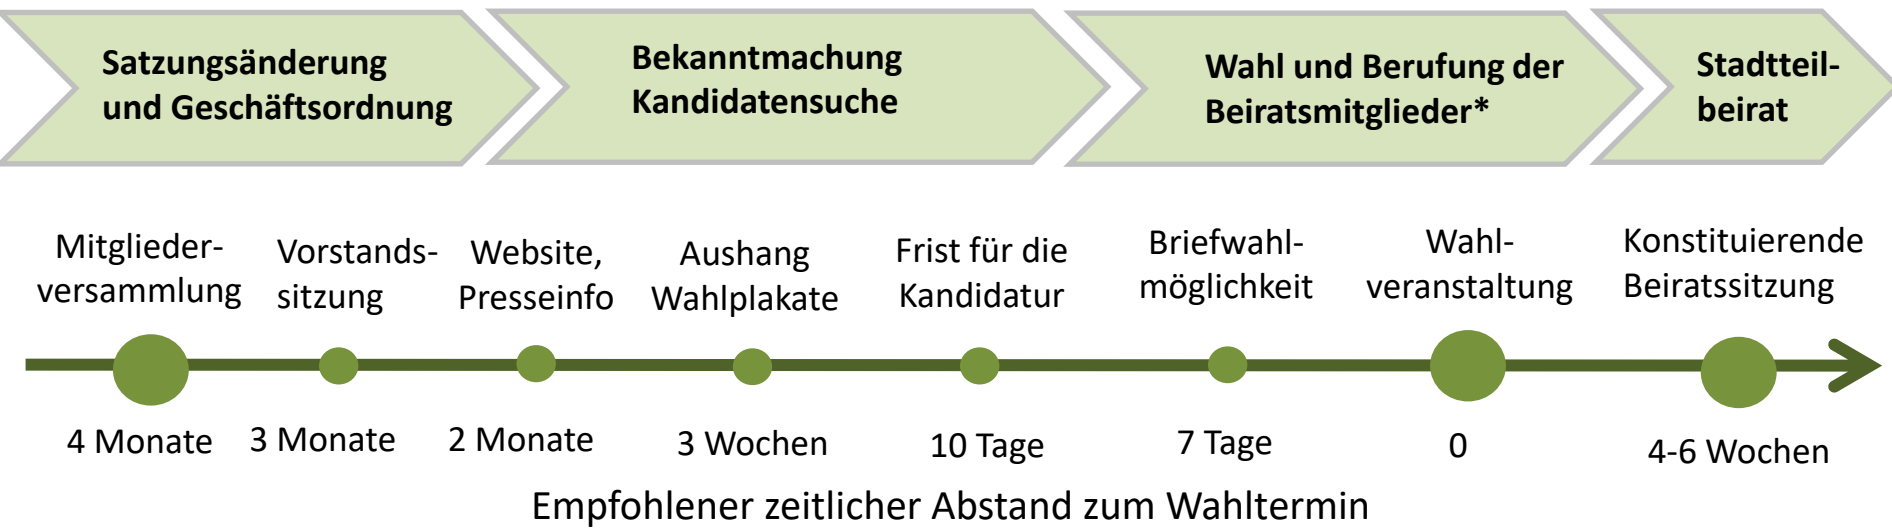 Satzungsänderung
und Geschäftsordnung
Bekanntmachung
Kandidatensuche
Wahl und Berufung der
Beiratsmitglieder*
Stadtteil-
beirat
Mitglieder-
versammlung
Vorstands-
sitzung
Website,
Presseinfo
Aushang
Wahlplakate
Frist für die
Kandidatur
Briefwahl-
möglichkeit
Wahl-
veranstaltung
Konstituierende
Beiratssitzung
4 Monate
3 Monate
2 Monate
3 Wochen
10 Tage
7 Tage
0
4-6 Wochen
Empfohlener zeitlicher Abstand zum Wahltermin